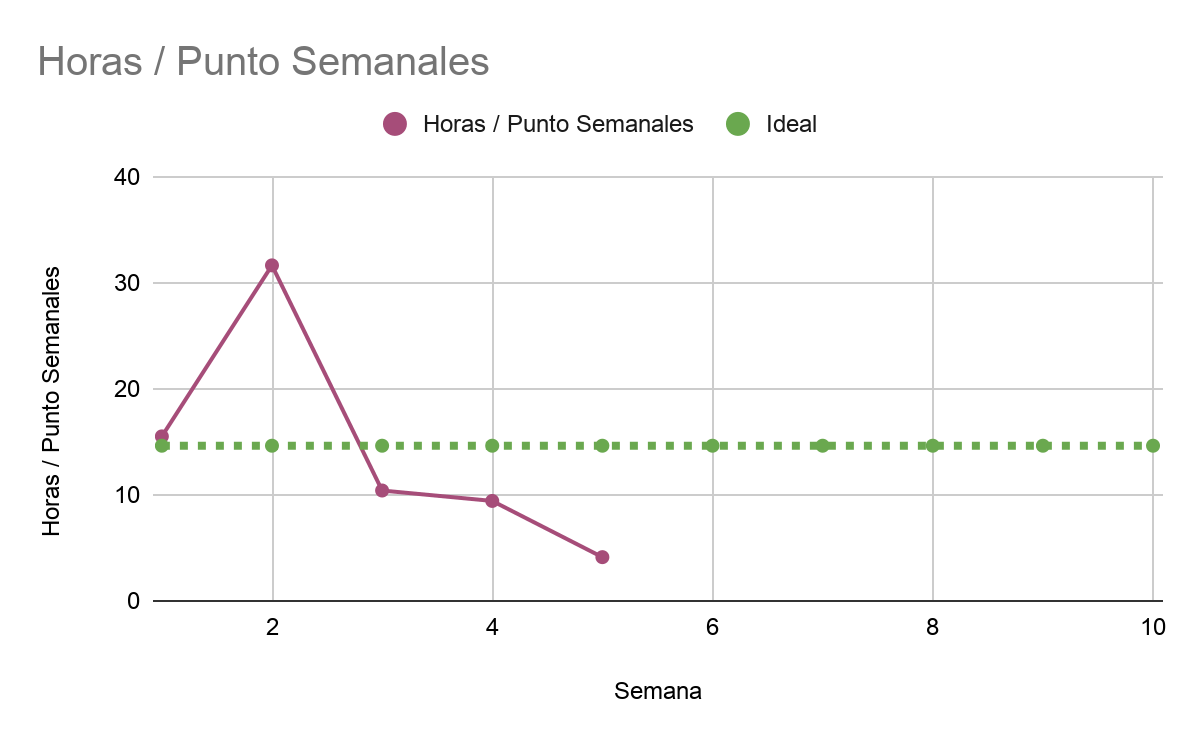 Horas / Punto Semanales
Horas / Punto Semanales Ideal
40
30
20
10
0
Horas / Punto Semanales
2 4 6 8 10
Semana